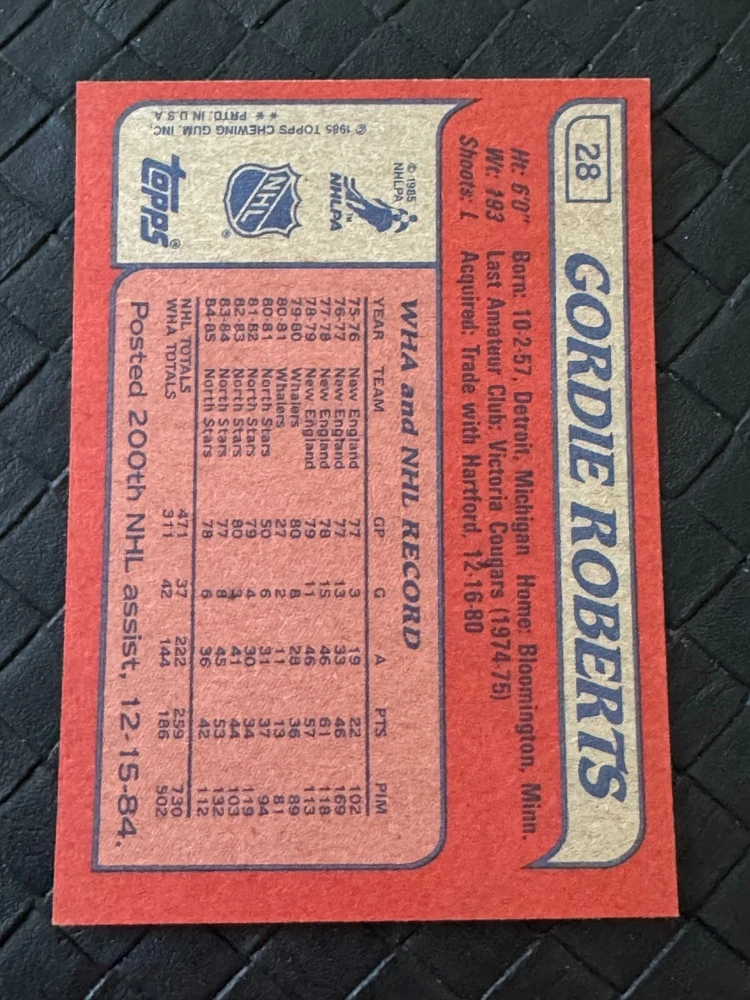 28 GORDIE ROBERTS
Ht: 6'0" Born: 10-2-57, Detroit, Michigan Home: Bloomington, Minn.
Wt: 193 Last Amateur Club: Victoria Cougars (1974-75)
Shoots: L Acquired: Trade with Hartford, 12-16-80
WHA and NHL RECORD
YEAR TEAM GP G A PTS PIM
75-76 New England 77 3 19 22 102
76-77 New England 77 13 33 46 169
77-78 New England 78 15 46 61 118
78-79 New England 79 11 46 57 113
79-80 Whalers 80 8 28 36 89
80-81 Whalers 27 2 11 13 81
80-81 North Stars 50 6 31 37 94
81-82 North Stars 79 4 30 34 119
82-83 North Stars 80 3 41 44 103
83-84 North Stars 77 8 45 53 132
84-85 North Stars 78 6 36 42 112
NHL TOTALS 471 37 222 259 730
WHA TOTALS 311 42 144 186 502
Posted 200th NHL assist, 12-15-84.
© 1985
NHLPA
NHLPA™
NHL®
TOPPS®
© 1985 TOPPS CHEWING GUM, INC.
** PRTD. IN U.S.A